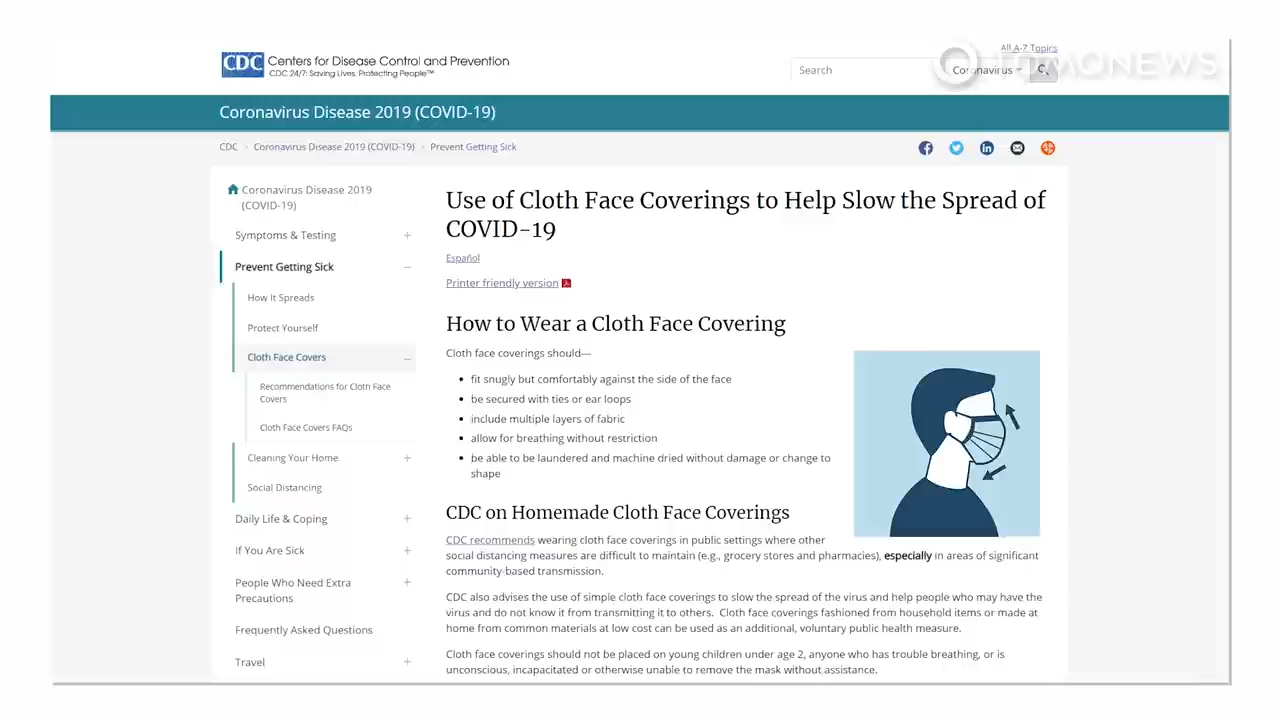 CDC Centers for Disease Control and Prevention
CDC 24/7: Saving Lives, Protecting People™
All A-Z Topics
Search
Coronavirus
TOMONEWS
Coronavirus Disease 2019 (COVID-19)
CDC
Coronavirus Disease 2019 (COVID-19)
Prevent Getting Sick
Coronavirus Disease 2019
(COVID-19)
Symptoms & Testing
Prevent Getting Sick
How It Spreads
Protect Yourself
Cloth Face Covers
Recommendations for Cloth Face
Covers
Cloth Face Covers FAQs
Cleaning Your Home
Social Distancing
Daily Life & Coping
If You Are Sick
People Who Need Extra
Precautions
Frequently Asked Questions
Travel
Use of Cloth Face Coverings to Help Slow the Spread of
COVID-19
Español
Printer friendly version
How to Wear a Cloth Face Covering
Cloth face coverings should—
• fit snugly but comfortably against the side of the face
• be secured with ties or ear loops
• include multiple layers of fabric
• allow for breathing without restriction
• be able to be laundered and machine dried without damage or change to
shape
CDC on Homemade Cloth Face Coverings
CDC recommends wearing cloth face coverings in public settings where other
social distancing measures are difficult to maintain (e.g., grocery stores and pharmacies), especially in areas of significant
community-based transmission.
CDC also advises the use of simple cloth face coverings to slow the spread of the virus and help people who may have the
virus and do not know it from transmitting it to others. Cloth face coverings fashioned from household items or made at
home from common materials at low cost can be used as an additional, voluntary public health measure.
Cloth face coverings should not be placed on young children under age 2, anyone who has trouble breathing, or is
unconscious, incapacitated or otherwise unable to remove the mask without assistance.